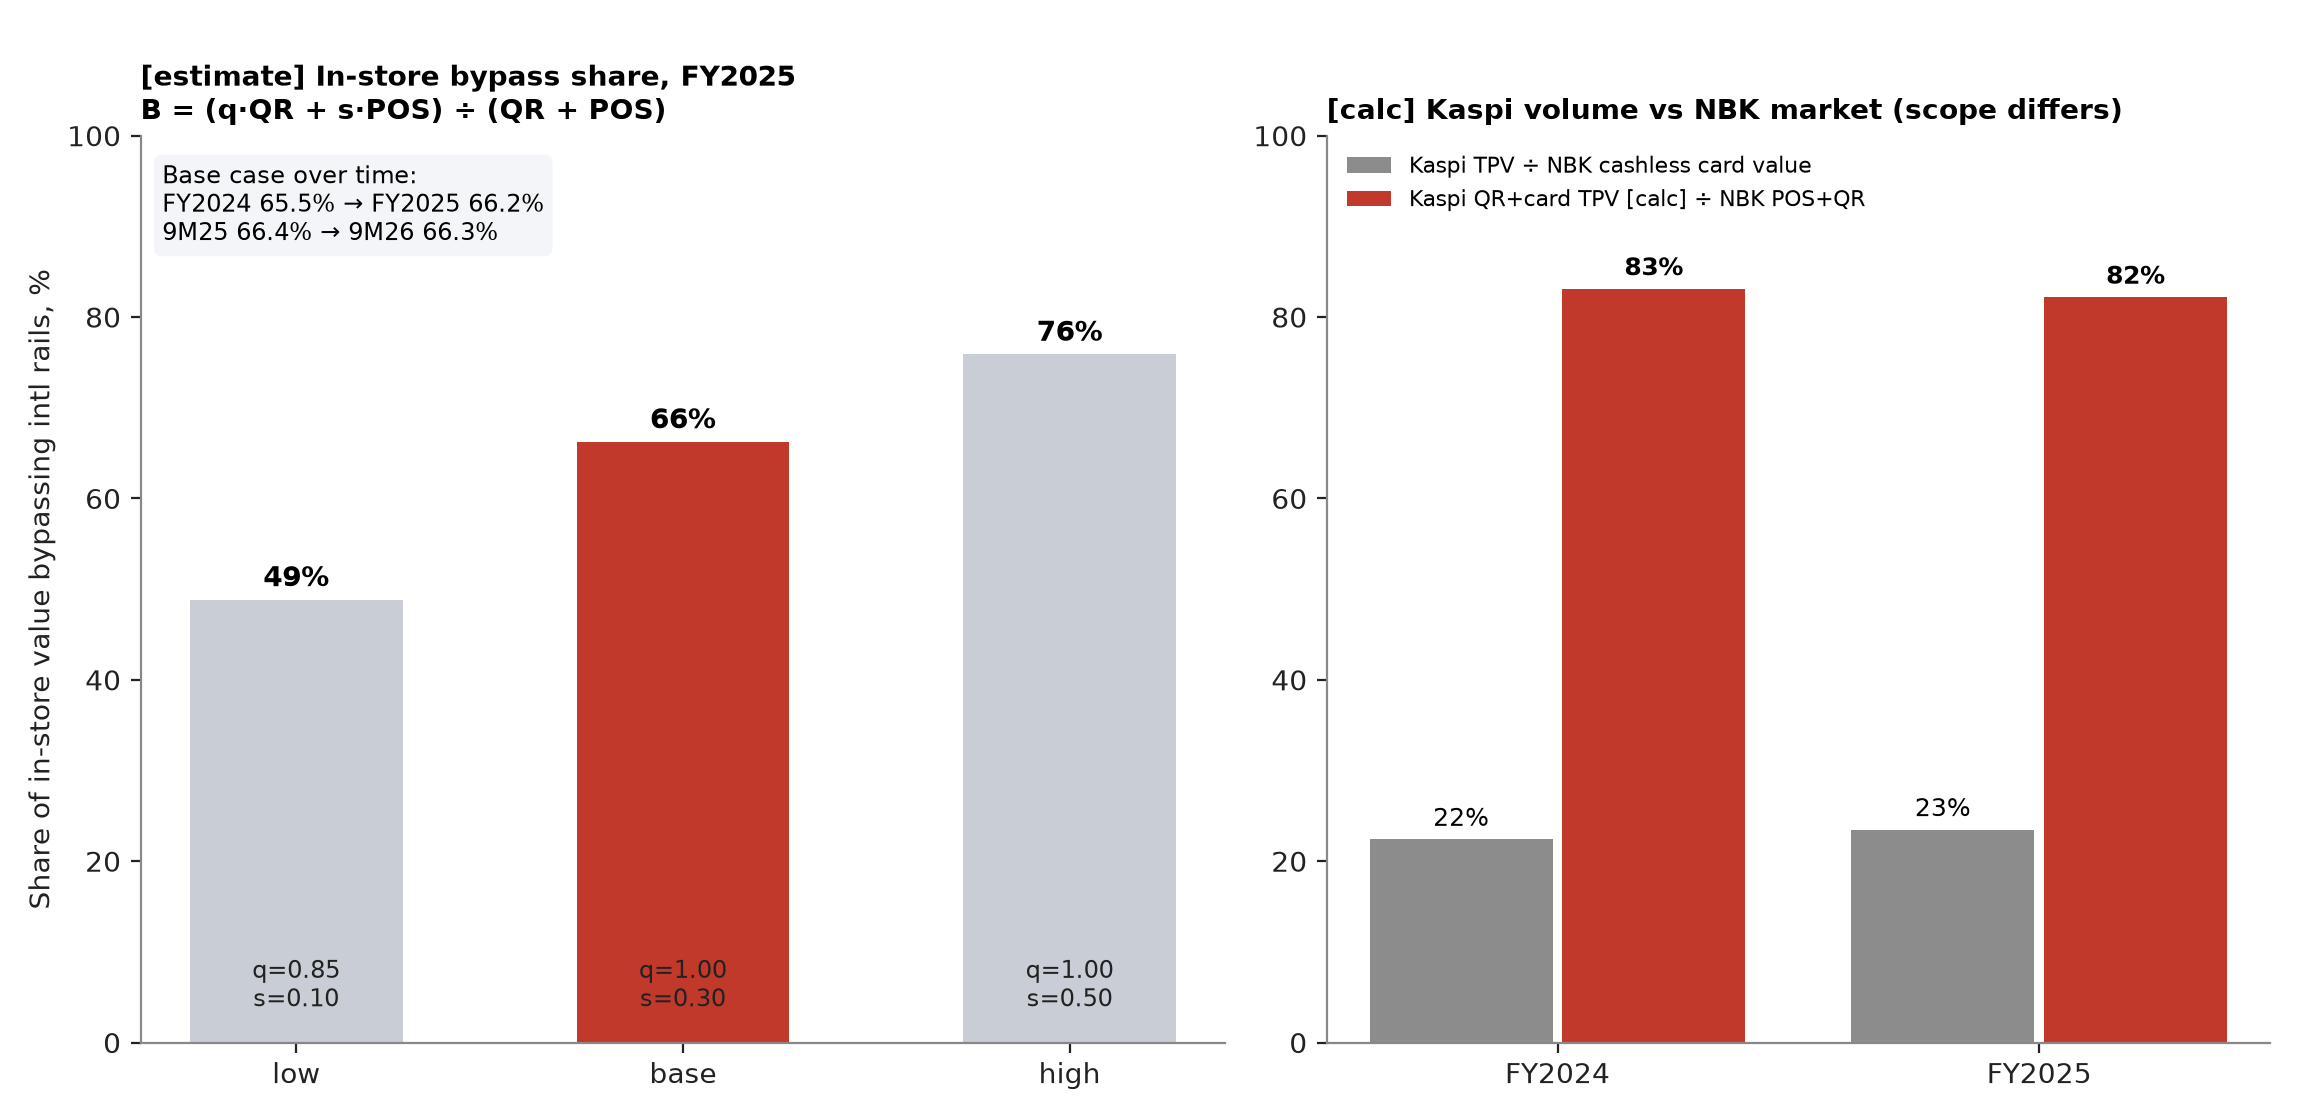 [estimate] In-store bypass share, FY2025
B = (q·QR + s·POS) ÷ (QR + POS)
Share of in-store value bypassing intl rails, %
100
80
60
40
20
0
Base case over time:
FY2024 65.5% → FY2025 66.2%
9M25 66.4% → 9M26 66.3%
49%
66%
76%
q=0.85
s=0.10
q=1.00
s=0.30
q=1.00
s=0.50
low
base
high
[calc] Kaspi volume vs NBK market (scope differs)
100
80
60
40
20
0
Kaspi TPV ÷ NBK cashless card value
Kaspi QR+card TPV [calc] ÷ NBK POS+QR
22%
83%
23%
82%
FY2024
FY2025